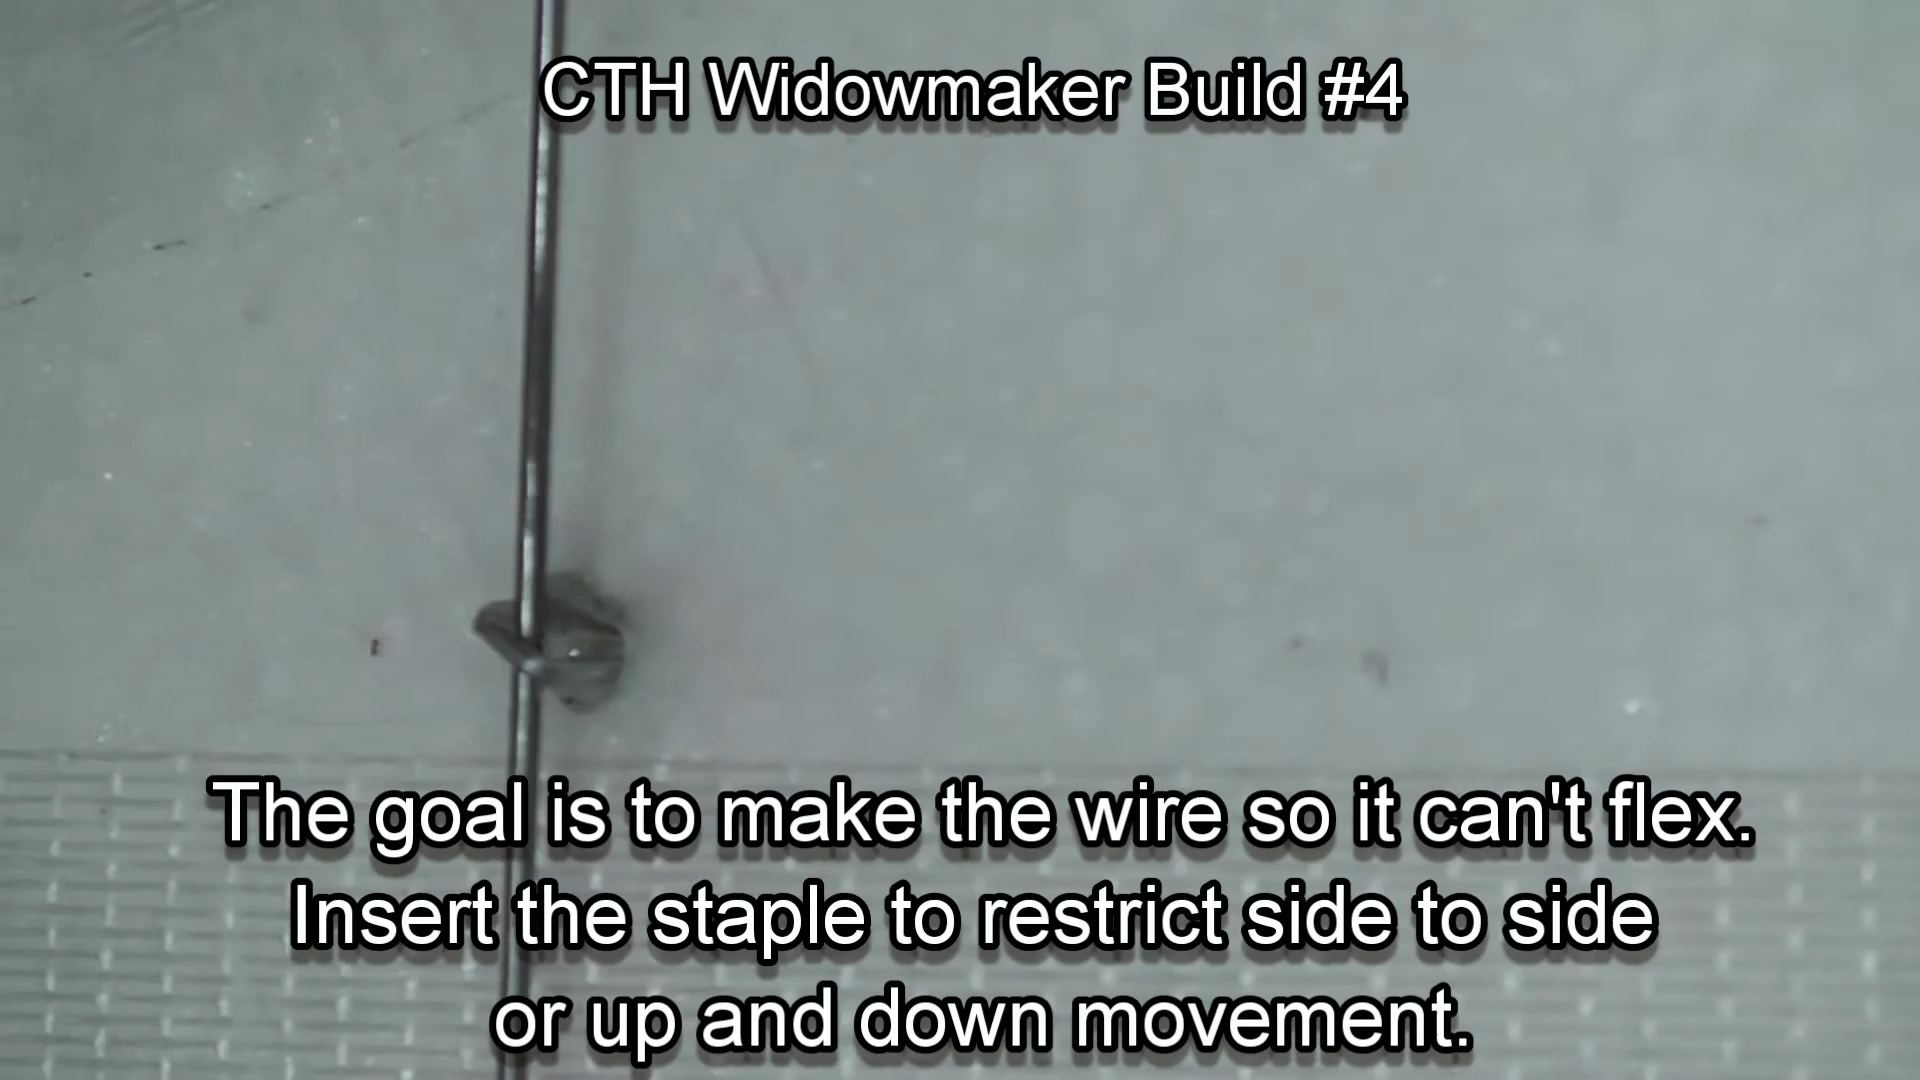 CTH Widowmaker Build #4
The goal is to make the wire so it can't flex.
Insert the staple to restrict side to side
or up and down movement.